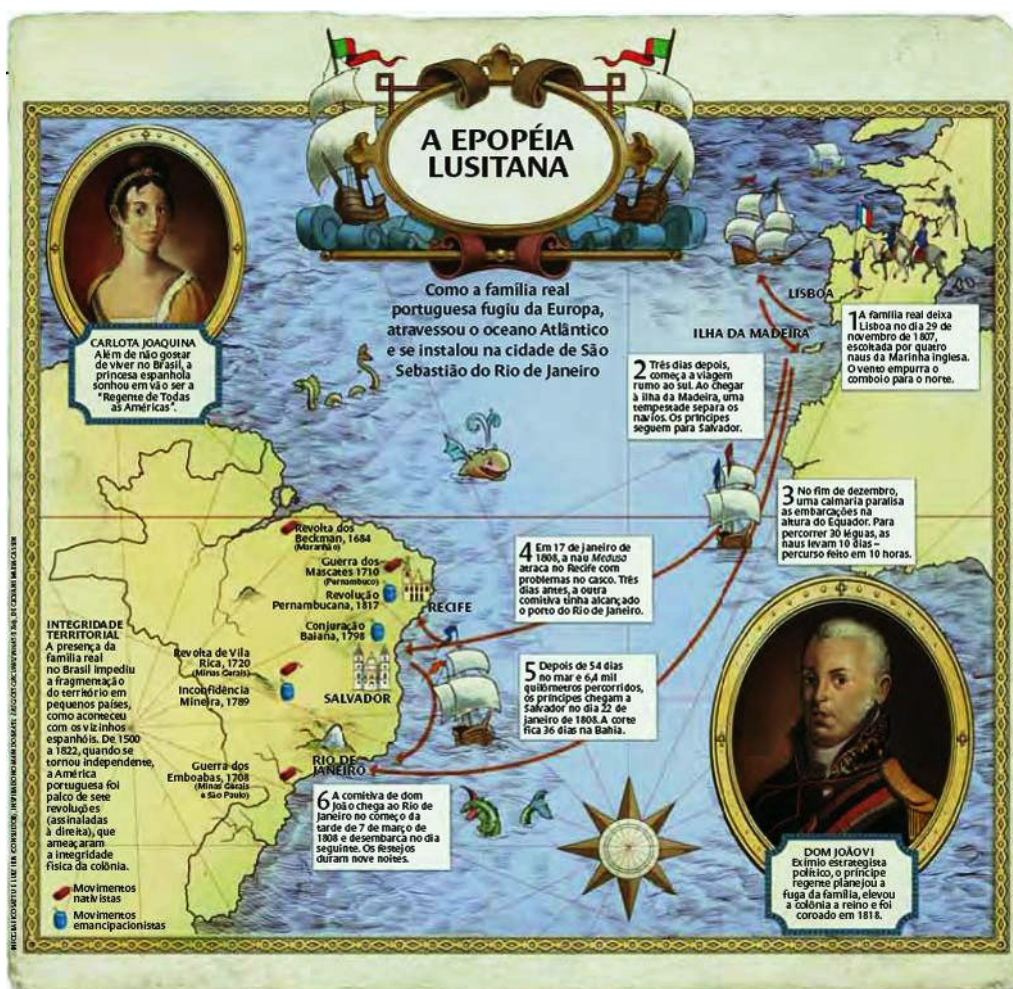 A EPOPÉIA
LUSITANA
Como a família real
portuguesa fugiu da Europa,
atravessou o oceano Atlântico
e se instalou na cidade de São
Sebastião do Rio de Janeiro
CARLOTA JOAQUINA
Além de não gostar
de viver no Brasil, a
princesa espanhola
sonhou em vão ser a
"Regente de Todas
as Américas".
LISBOA
ILHA DA MADEIRA
1 A família real deixa
Lisboa no dia 29 de
novembro de 1807,
escoltada por quatro
naus da Marinha inglesa.
O vento empurra o
comboio para o norte.
2 Três dias depois,
começa a viagem
rumo ao sul. Ao chegar
à ilha da Madeira, uma
tempestade separa os
navios. Os príncipes
seguem para Salvador.
3 No fim de dezembro,
uma calmaria paralisa
as embarcações na
altura do Equador. Para
percorrer 30 léguas, as
naus levam 10 dias –
percurso feito em 10 horas.
4 Em 17 de janeiro de
1808, a nau Medusa
atraca no Recife com
problemas no casco. Três
dias antes, a outra
comitiva tinha alcançado
o porto do Rio de Janeiro.
5 Depois de 54 dias
no mar e 6,4 mil
quilômetros percorridos,
os príncipes chegam a
Salvador no dia 22 de
janeiro de 1808. A corte
fica 36 dias na Bahia.
6 A comitiva de dom
João chega ao Rio de
Janeiro no começo da
tarde de 7 de março de
1808 e desembarca no dia
seguinte. Os festejos
duram nove noites.
Revolta dos
Beckman, 1684
(Maranhão)
Guerra dos
Mascates 1710
(Pernambuco)
Revolução
Pernambucana, 1817
RECIFE
Conjuração
Baiana, 1798
Revolta de Vila
Rica, 1720
(Minas Gerais)
SALVADOR
Inconfidência
Mineira, 1789
RIO DE
JANEIRO
Guerra dos
Emboabas, 1708
(Minas Gerais
e São Paulo)
INTEGRIDADE
TERRITORIAL
A presença da
família real
no Brasil impediu
a fragmentação
do território em
pequenos países,
como aconteceu
com os vizinhos
espanhóis. De 1500
a 1822, quando se
tornou independente,
a América
portuguesa foi
palco de sete
revoluções
(assinaladas
à direita), que
ameaçaram
a integridade
física da colônia.
Movimentos
nativistas
Movimentos
emancipacionistas
DOM JOÃO VI
Exímio estrategista
político, o príncipe
regente planejou a
fuga da família, elevou
a colônia a reino e foi
coroado em 1818.